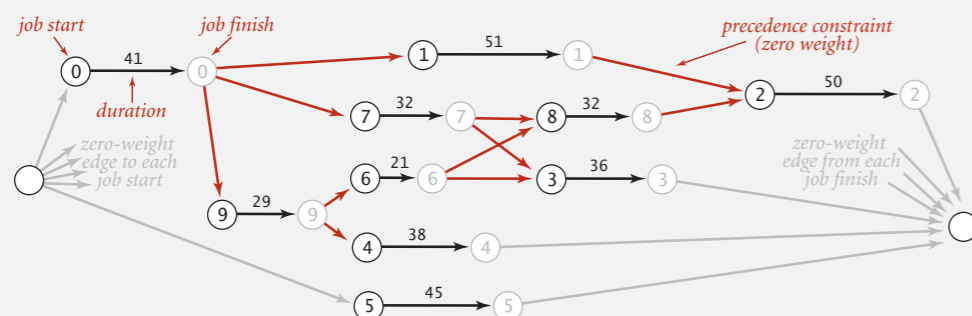 job start
job finish
precedence constraint
(zero weight)
0
41
0
1
51
1
duration
2
50
2
7
32
7
8
32
8
zero-weight
edge to each
job start
zero-weight
edge from each
job finish
6
21
6
3
36
3
9
29
9
4
38
4
5
45
5